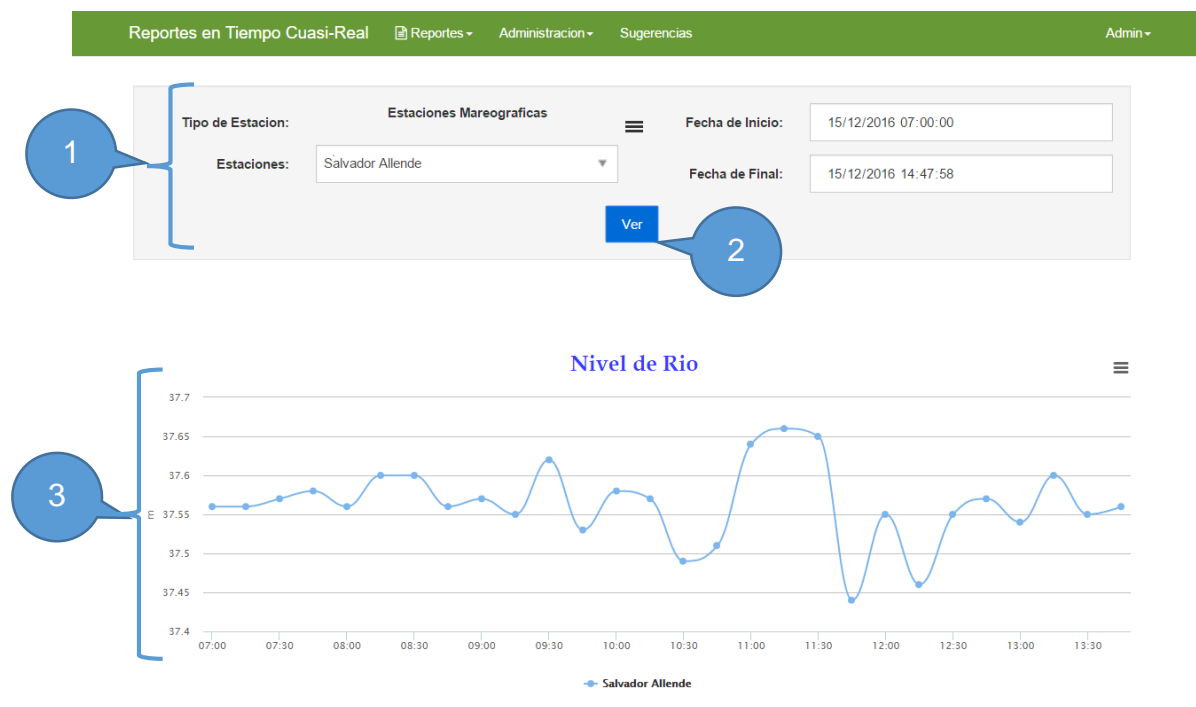 Reportes en Tiempo Cuasi-Real Reportes Administracion Sugerencias Admin
1
Tipo de Estacion: Estaciones Mareograficas Fecha de Inicio: 15/12/2016 07:00:00
Estaciones: Salvador Allende Fecha de Final: 15/12/2016 14:47:58
Ver
2
Nivel de Rio
37.7
37.65
37.6
3
E 37.55
37.5
37.45
37.4
07:00 07:30 08:00 08:30 09:00 09:30 10:00 10:30 11:00 11:30 12:00 12:30 13:00 13:30
Salvador Allende